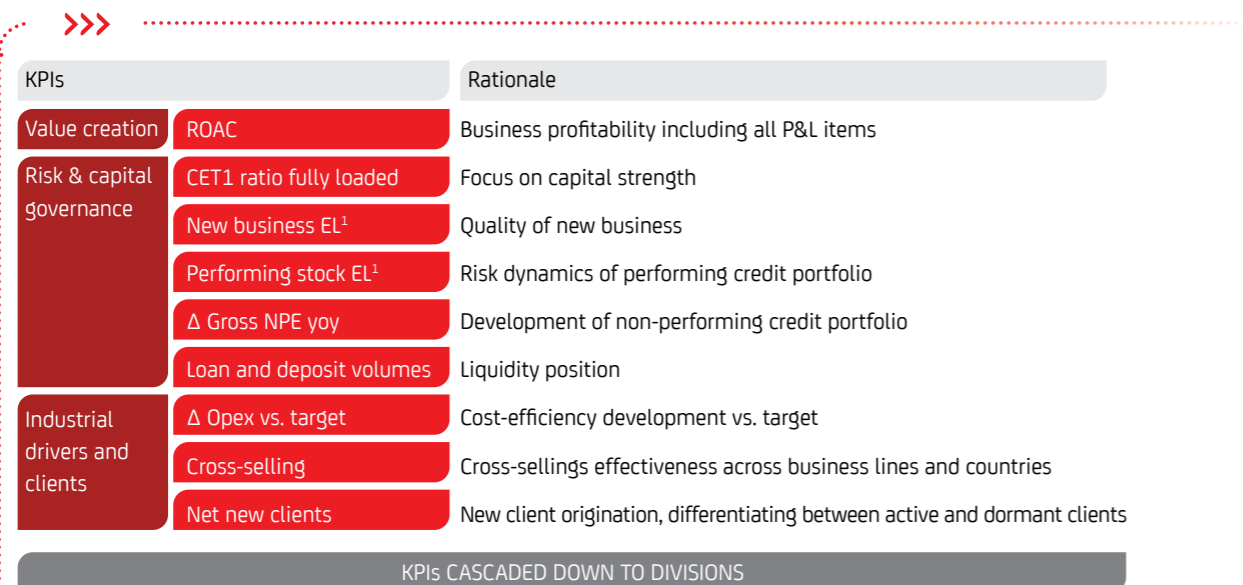 >>>
KPIs Rationale
Value creation ROAC Business profitability including all P&L items
Risk & capital governance CET1 ratio fully loaded Focus on capital strength
New business EL¹ Quality of new business
Performing stock EL¹ Risk dynamics of performing credit portfolio
Δ Gross NPE yoy Development of non-performing credit portfolio
Loan and deposit volumes Liquidity position
Industrial drivers and clients Δ Opex vs. target Cost-efficiency development vs. target
Cross-selling Cross-sellings effectiveness across business lines and countries
Net new clients New client origination, differentiating between active and dormant clients
KPIs CASCADED DOWN TO DIVISIONS